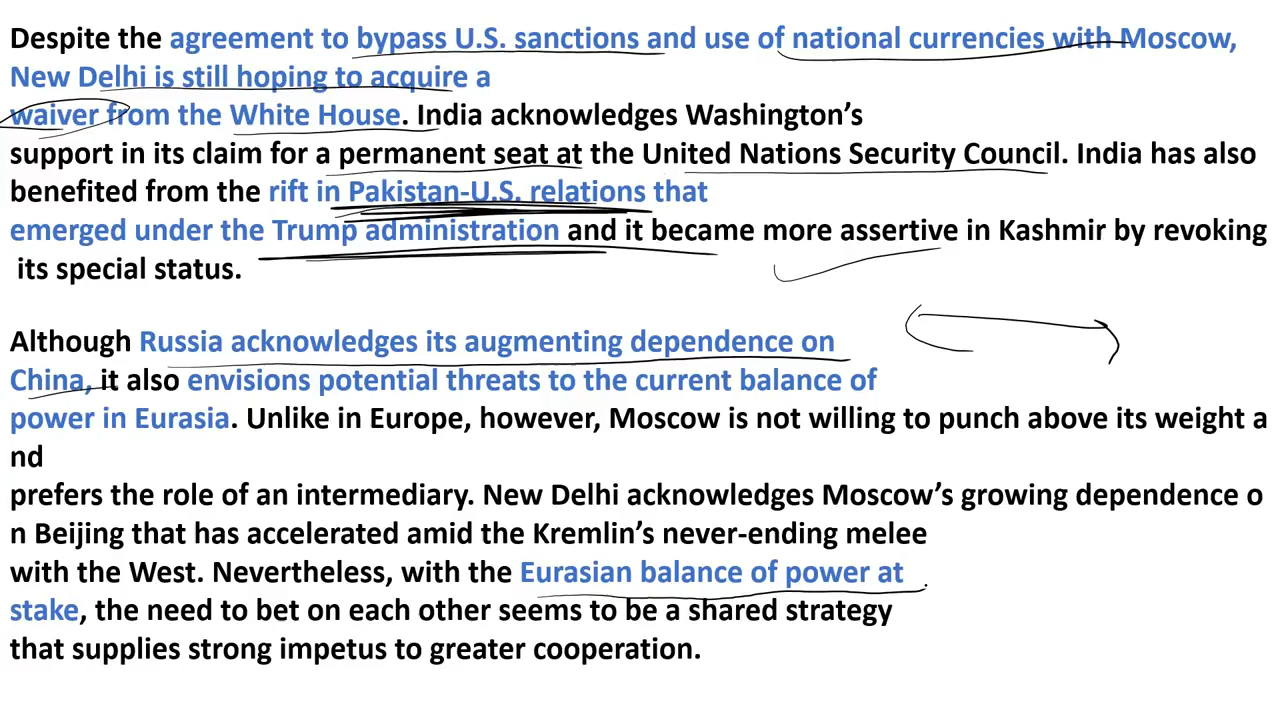 Despite the agreement to bypass U.S. sanctions and use of national currencies with Moscow,
New Delhi is still hoping to acquire a
waiver from the White House. India acknowledges Washington’s
support in its claim for a permanent seat at the United Nations Security Council. India has also
benefited from the rift in Pakistan-U.S. relations that
emerged under the Trump administration and it became more assertive in Kashmir by revoking
its special status.
Although Russia acknowledges its augmenting dependence on
China, it also envisions potential threats to the current balance of
power in Eurasia. Unlike in Europe, however, Moscow is not willing to punch above its weight a
nd
prefers the role of an intermediary. New Delhi acknowledges Moscow’s growing dependence o
n Beijing that has accelerated amid the Kremlin’s never-ending melee
with the West. Nevertheless, with the Eurasian balance of power at
stake, the need to bet on each other seems to be a shared strategy
that supplies strong impetus to greater cooperation.